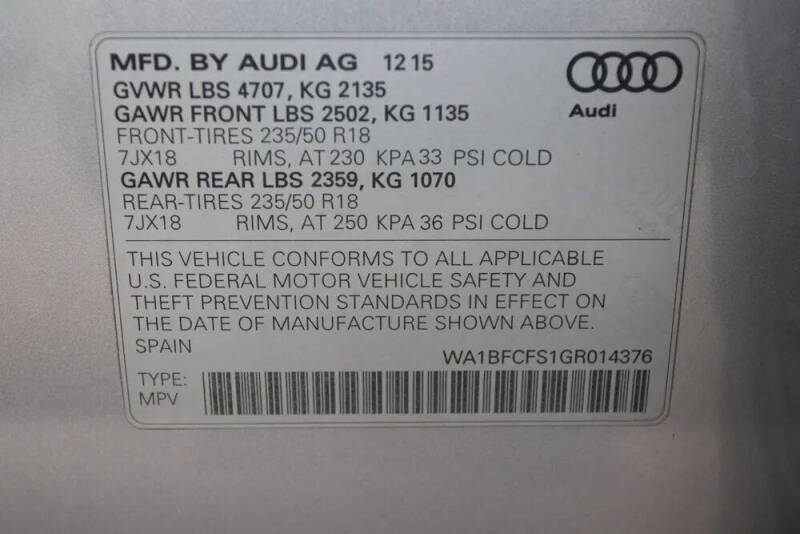 MFD. BY AUDI AG 12 15
GVWR LBS 4707, KG 2135
GAWR FRONT LBS 2502, KG 1135
FRONT-TIRES 235/50 R18
7JX18 RIMS, AT 230 KPA 33 PSI COLD
GAWR REAR LBS 2359, KG 1070
REAR-TIRES 235/50 R18
7JX18 RIMS, AT 250 KPA 36 PSI COLD
Audi
THIS VEHICLE CONFORMS TO ALL APPLICABLE
U.S. FEDERAL MOTOR VEHICLE SAFETY AND
THEFT PREVENTION STANDARDS IN EFFECT ON
THE DATE OF MANUFACTURE SHOWN ABOVE.
SPAIN WA1BFCFS1GR014376
TYPE:
MPV